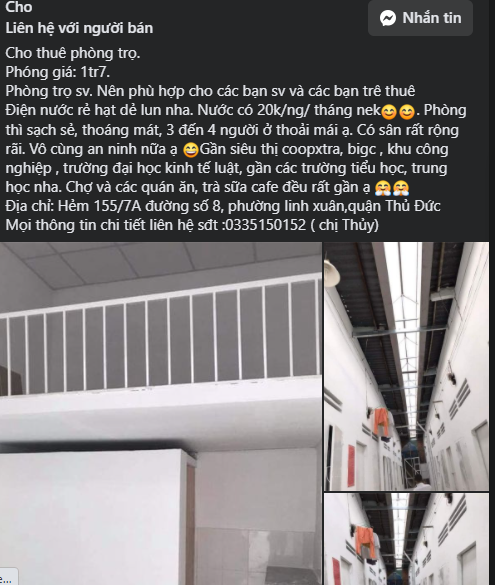 Cho
Liên hệ với người bán
Nhắn tin
Cho thuê phòng trọ.
Phóng giá: 1tr7.
Phòng trọ sv. Nên phù hợp cho các bạn sv và các bạn trê thuê
Điện nước rẻ hạt dẻ lun nha. Nước có 20k/ng/ tháng nek😊😊. Phòng
thì sạch sẻ, thoáng mát, 3 đến 4 người ở thoải mái ạ. Có sân rất rộng
rãi. Vô cùng an ninh nữa ạ 😅Gần siêu thị coopxtra, bigc , khu công
nghiệp , trường đại học kinh tế luật, gần các trường tiểu học, trung
học nha. Chợ và các quán ăn, trà sữa cafe đều rất gần ạ 🤗🤗
Địa chỉ: Hẻm 155/7A đường số 8, phường linh xuân,quận Thủ Đức
Mọi thông tin chi tiết liên hệ sđt :0335150152 ( chị Thủy)
e...